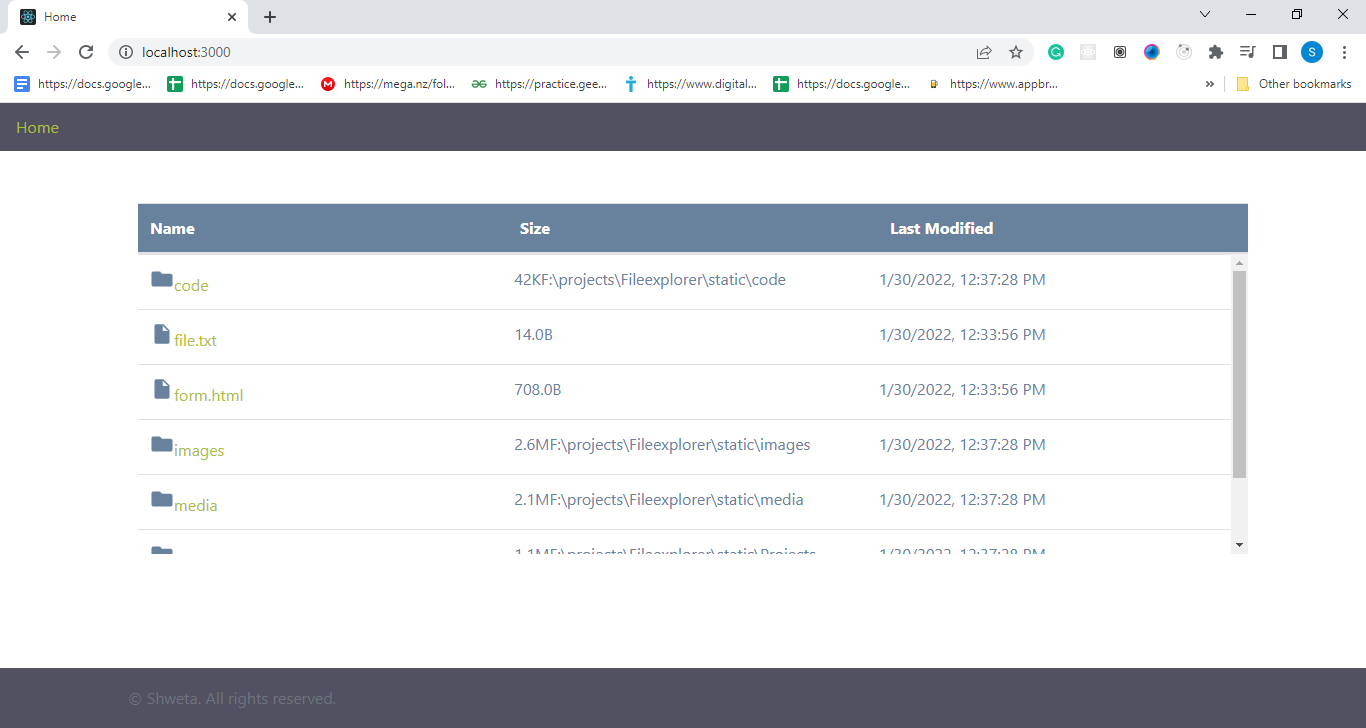 Home
localhost:3000
S
https://docs.google... https://docs.google... https://mega.nz/fol... https://practice.gee... https://www.digital... https://docs.google... https://www.appbr... » Other bookmarks
Home
Name Size Last Modified
code 42KF:\projects\Fileexplorer\static\code 1/30/2022, 12:37:28 PM
file.txt 14.0B 1/30/2022, 12:33:56 PM
form.html 708.0B 1/30/2022, 12:33:56 PM
images 2.6MF:\projects\Fileexplorer\static\images 1/30/2022, 12:37:28 PM
media 2.1MF:\projects\Fileexplorer\static\media 1/30/2022, 12:37:28 PM
1.1MF:\projects\Fileexplorer\static\Projects 1/30/2022, 12:37:28 PM
© Shweta. All rights reserved.